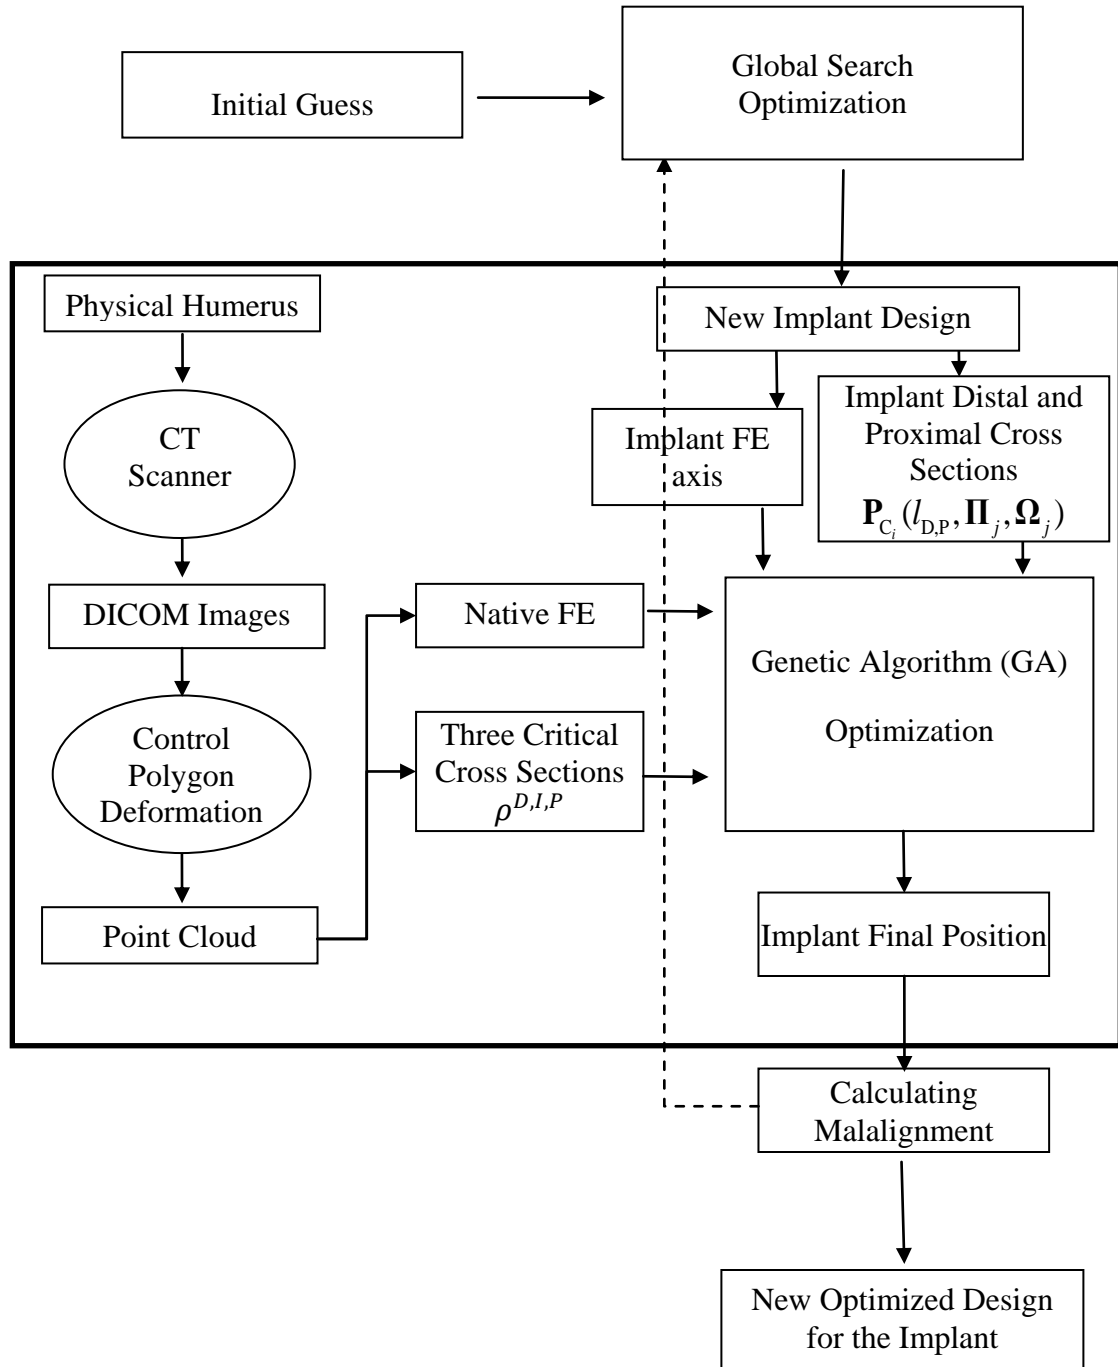 Initial Guess
Global Search
Optimization
Physical Humerus
CT
Scanner
DICOM Images
Control
Polygon
Deformation
Point Cloud
Native FE
Three Critical
Cross Sections
𝜌^{D,I,P}
New Implant Design
Implant FE
axis
Implant Distal and
Proximal Cross
Sections
P_{C_i}(l_{D,P}, Π_j, Ω_j)
Genetic Algorithm (GA)
Optimization
Implant Final Position
Calculating
Malalignment
New Optimized Design
for the Implant